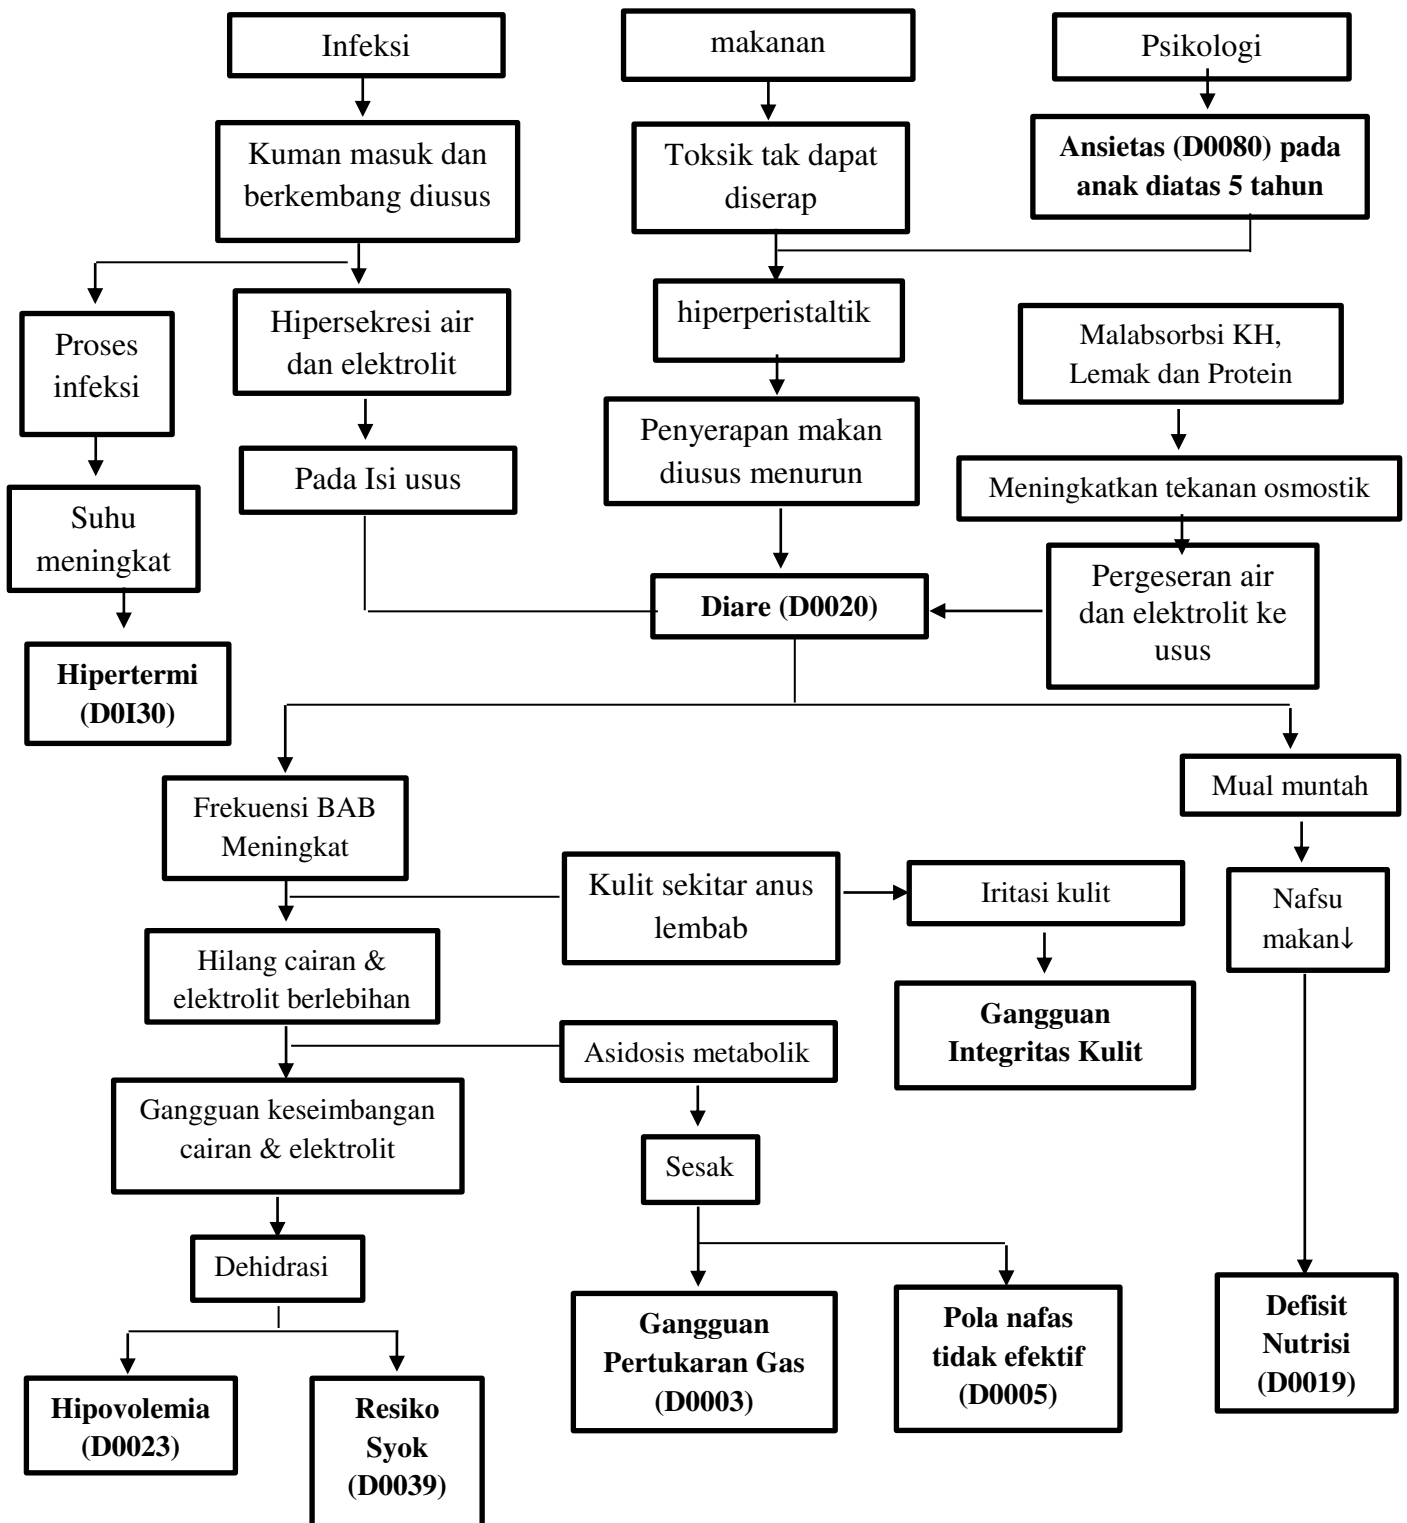 Infeksi
makanan
Psikologi
Kuman masuk dan
berkembang diusus
Toksik tak dapat
diserap
Ansietas (D0080) pada
anak diatas 5 tahun
Proses
infeksi
Hipersekresi air
dan elektrolit
hiperperistaltik
Malabsorbsi KH,
Lemak dan Protein
Suhu
meningkat
Pada Isi usus
Penyerapan makan
diusus menurun
Meningkatkan tekanan osmostik
Hipertermi
(D0I30)
Diare (D0020)
Pergeseran air
dan elektrolit ke
usus
Frekuensi BAB
Meningkat
Mual muntah
Kulit sekitar anus
lembab
Iritasi kulit
Nafsu
makan↓
Hilang cairan &
elektrolit berlebihan
Gangguan
Integritas Kulit
Asidosis metabolik
Gangguan keseimbangan
cairan & elektrolit
Sesak
Dehidrasi
Gangguan
Pertukaran Gas
(D0003)
Pola nafas
tidak efektif
(D0005)
Defisit
Nutrisi
(D0019)
Hipovolemia
(D0023)
Resiko
Syok
(D0039)